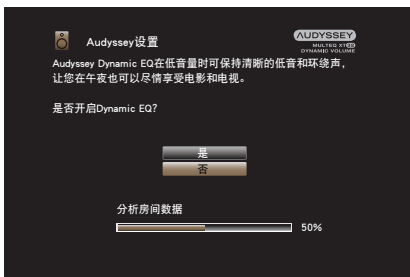 Audyssey设置
AUDYSSEY
MULTEQ XT32
DYNAMIC VOLUME
Audyssey Dynamic EQ在低音量时可保持清晰的低音和环绕声,
让您在午夜也可以尽情享受电影和电视。
是否开启Dynamic EQ?
是
否
分析房间数据
50%